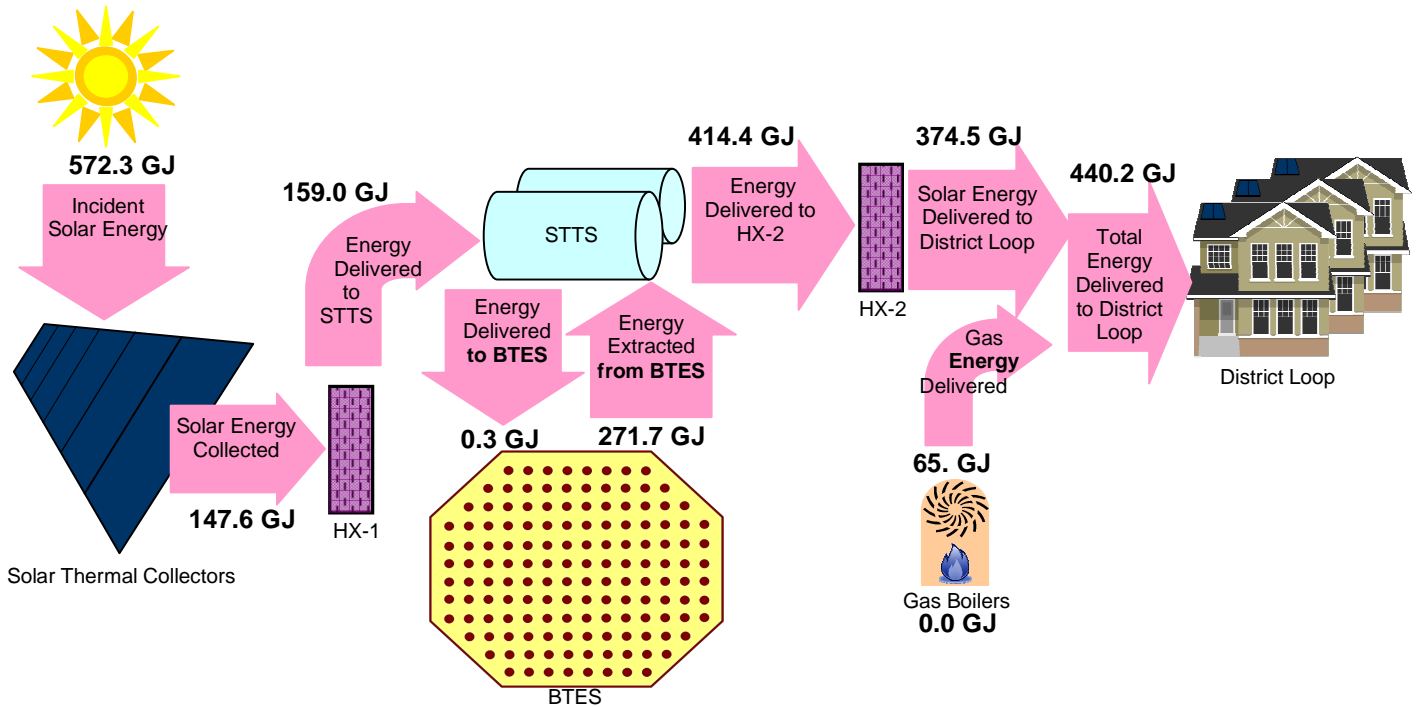 572.3 GJ
Incident
Solar Energy
Solar Thermal Collectors
Solar Energy
Collected
147.6 GJ
HX-1
159.0 GJ
Energy
Delivered
to
STTS
STTS
Energy
Delivered
to BTES
0.3 GJ
Energy
Extracted
from BTES
271.7 GJ
BTES
414.4 GJ
Energy
Delivered to
HX-2
HX-2
374.5 GJ
Solar Energy
Delivered to
District Loop
Gas
Energy
Delivered
65. GJ
Gas Boilers
0.0 GJ
440.2 GJ
Total
Energy
Delivered
to District
Loop
District Loop